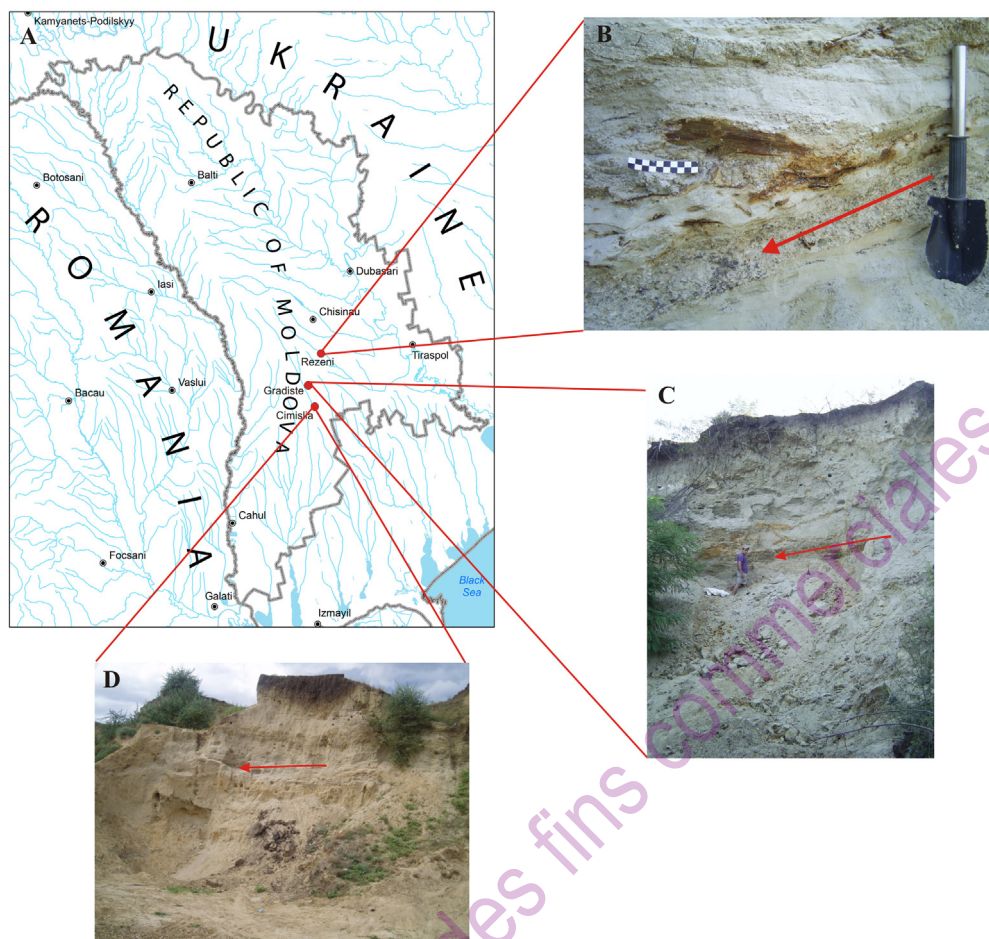 A
Kamyanets-Podilskyy
UKRAINE
REPUBLIC OF MOLDOVA
Botosani
Balti
ROMANIA
Dubasari
Iasi
Chisinau
Rezeni
Tiraspol
Gradiste
Vaslui
Bacau
Cimislia
Cahul
Focsani
Black
Sea
Galati
Izmayil
B
C
D
des fins commerciales